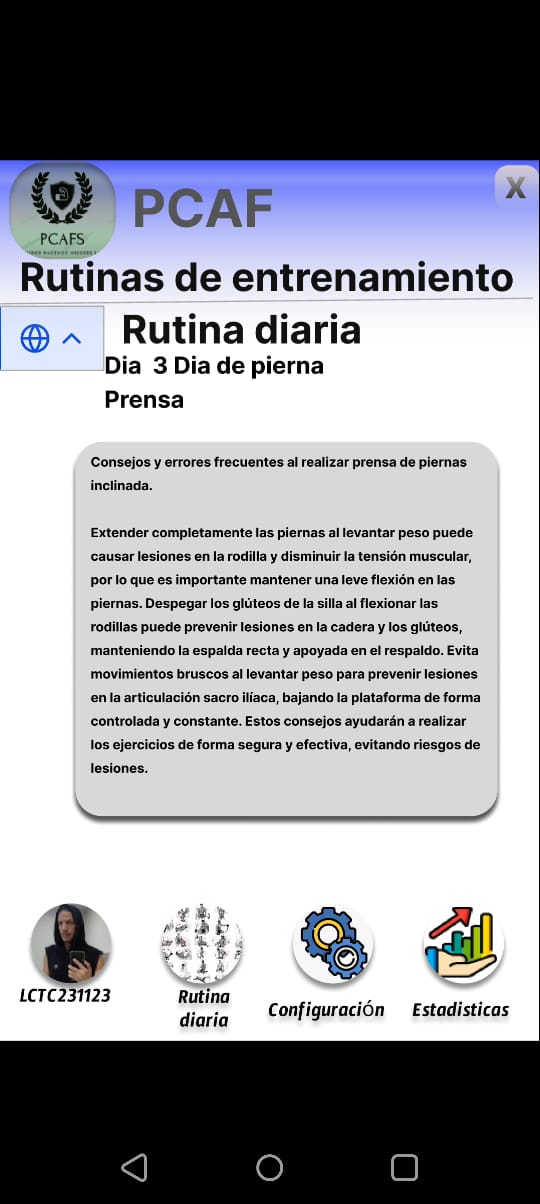 PCAFS
PCAF
X
Rutinas de entrenamiento
Rutina diaria
Dia 3 Dia de pierna
Prensa
Consejos y errores frecuentes al realizar prensa de piernas
inclinada.
Extender completamente las piernas al levantar peso puede
causar lesiones en la rodilla y disminuir la tensión muscular,
por lo que es importante mantener una leve flexión en las
piernas. Despegar los glúteos de la silla al flexionar las
rodillas puede prevenir lesiones en la cadera y los glúteos,
manteniendo la espalda recta y apoyada en el respaldo. Evita
movimientos bruscos al levantar peso para prevenir lesiones
en la articulación sacro ilíaca, bajando la plataforma de forma
controlada y constante. Estos consejos ayudarán a realizar
los ejercicios de forma segura y efectiva, evitando riesgos de
lesiones.
LCTC231123
Rutina
diaria
Configuración
Estadisticas